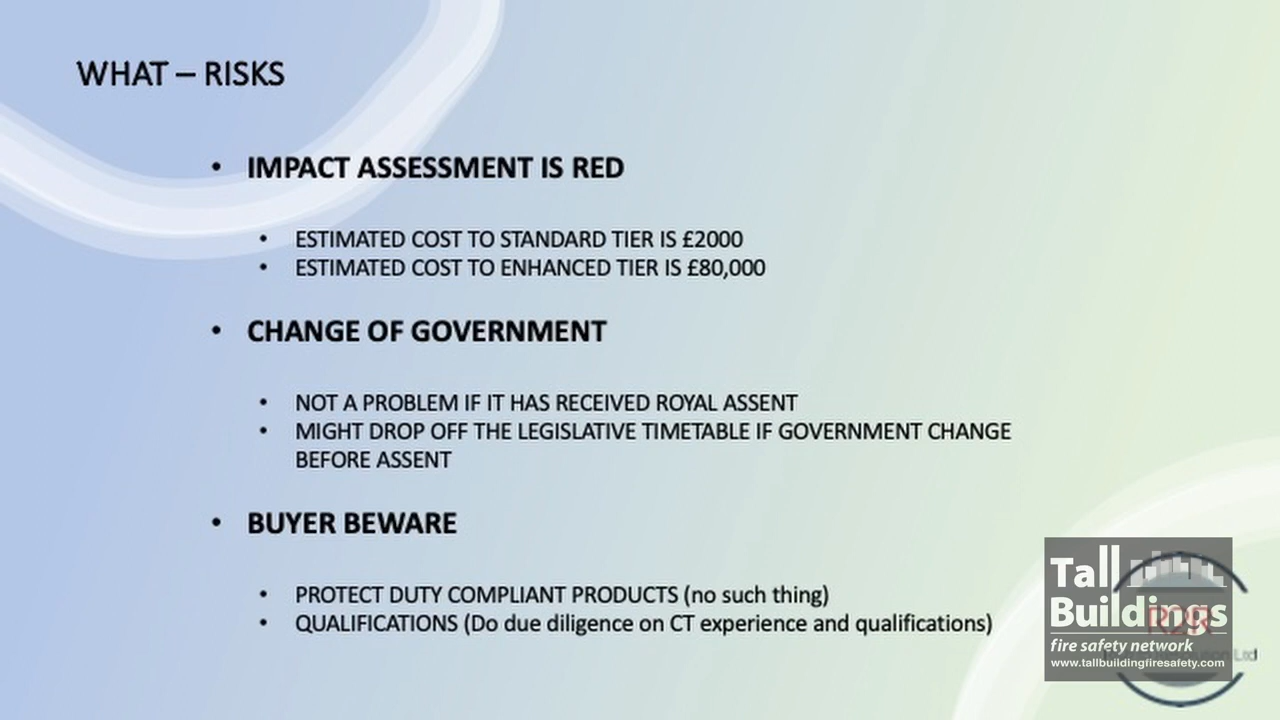 WHAT – RISKS
• IMPACT ASSESSMENT IS RED
• ESTIMATED COST TO STANDARD TIER IS £2000
• ESTIMATED COST TO ENHANCED TIER IS £80,000
• CHANGE OF GOVERNMENT
• NOT A PROBLEM IF IT HAS RECEIVED ROYAL ASSENT
• MIGHT DROP OFF THE LEGISLATIVE TIMETABLE IF GOVERNMENT CHANGE
BEFORE ASSENT
• BUYER BEWARE
• PROTECT DUTY COMPLIANT PRODUCTS (no such thing)
• QUALIFICATIONS (Do due diligence on CT experience and qualifications)
Tall
Buildings
fire safety network
Ltd
www.tallbuildingfiresafety.com